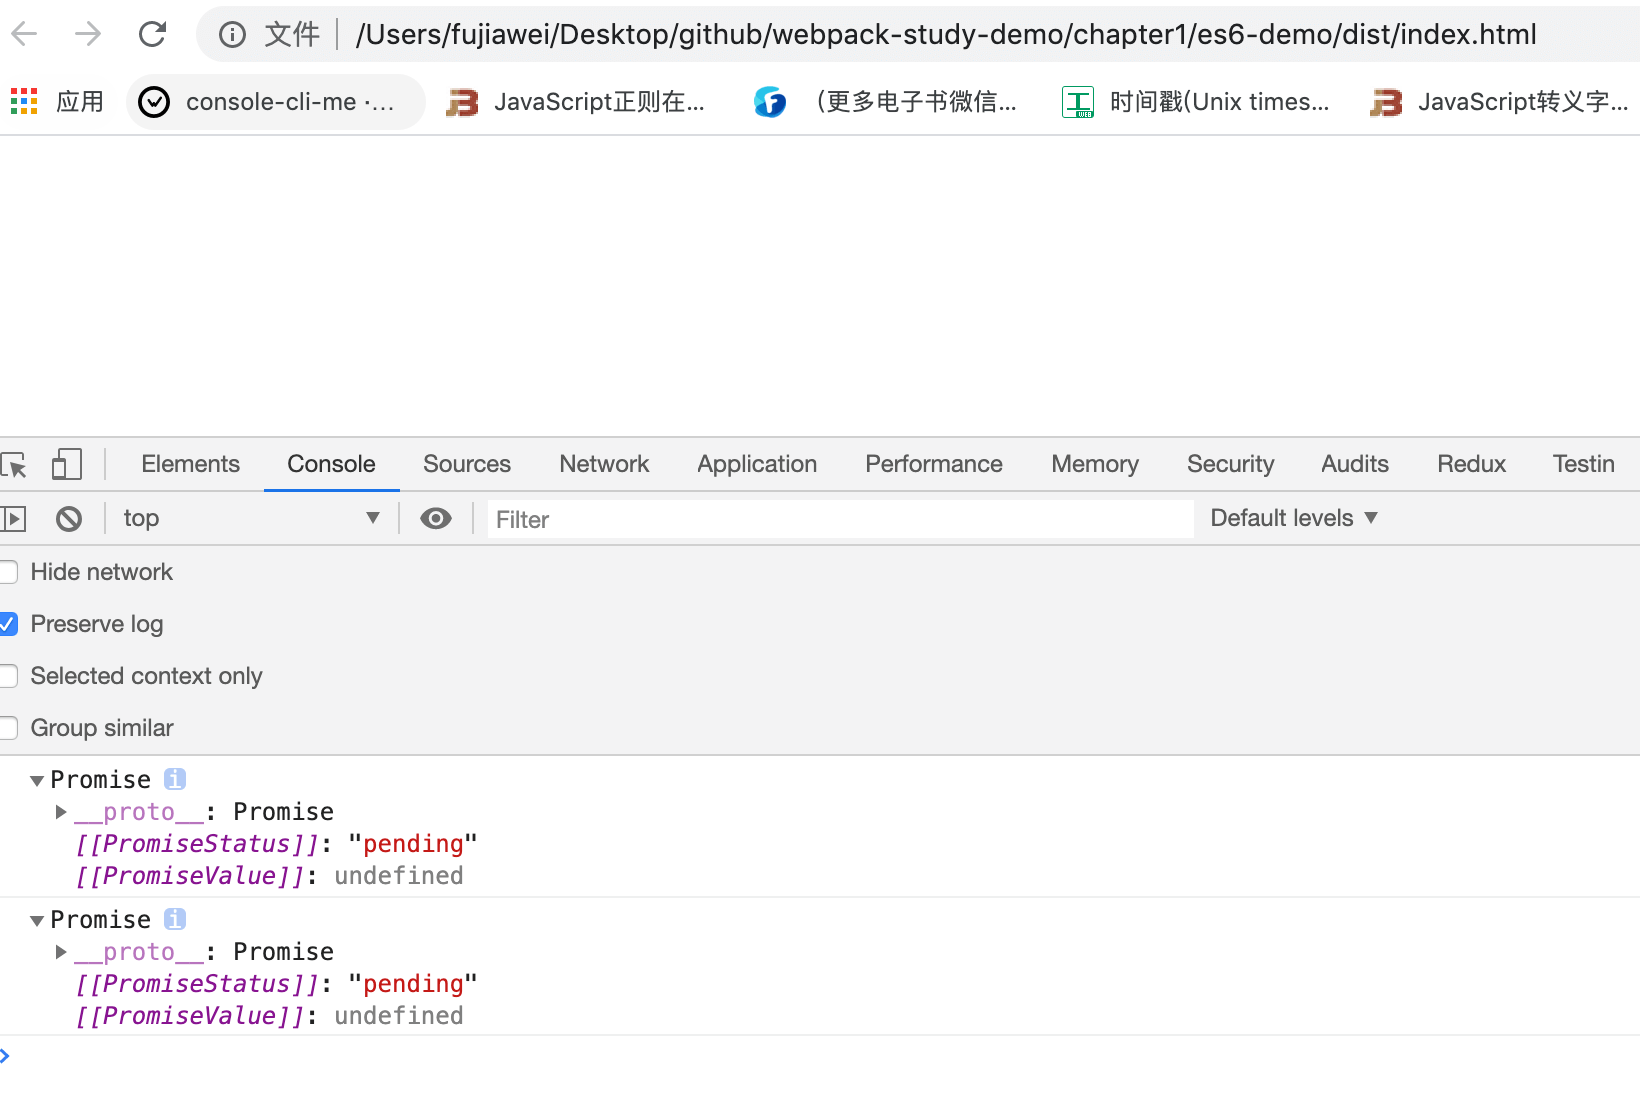 文件 /Users/fujiawei/Desktop/github/webpack-study-demo/chapter1/es6-demo/dist/index.html
应用 console-cli-me ·... JavaScript正则在... （更多电子书微信... 时间戳(Unix times... JavaScript转义字...
Elements Console Sources Network Application Performance Memory Security Audits Redux Testin
top Filter Default levels
Hide network
Preserve log
Selected context only
Group similar
Promise i
__proto__: Promise
[[PromiseStatus]]: "pending"
[[PromiseValue]]: undefined
Promise i
__proto__: Promise
[[PromiseStatus]]: "pending"
[[PromiseValue]]: undefined